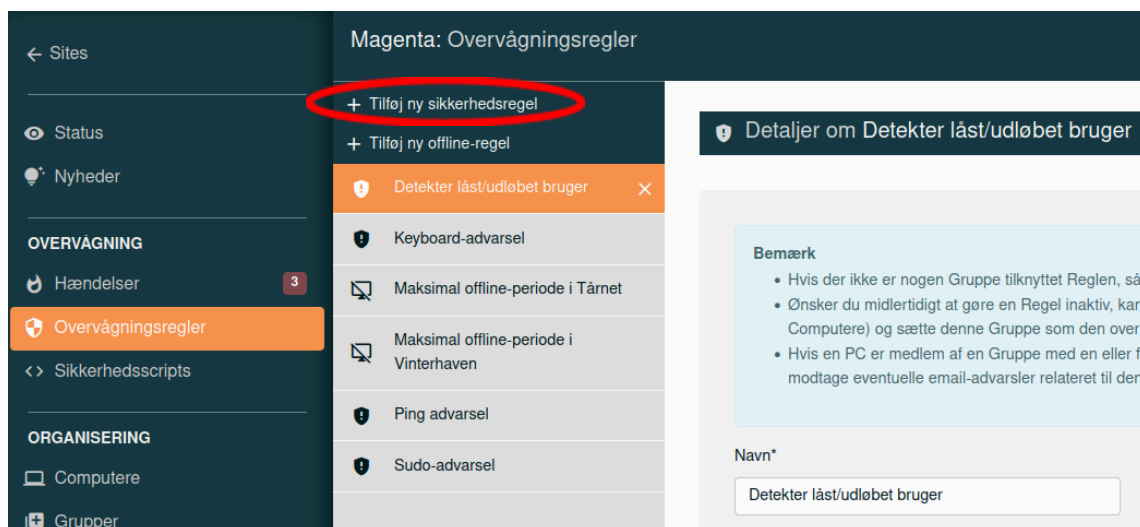 Sites
Status
Nyheder
OVERVÅGNING
Hændelser
3
Overvågningsregler
Sikkerhedsscripts
ORGANISERING
Computere
Grupper
Magenta: Overvågningsregler
+ Tilføj ny sikkerhedsregel
+ Tilføj ny offline-regel
Detekter låst/udløbet bruger
Keyboard-advarsel
Maksimal offline-periode i Tårnet
Maksimal offline-periode i
Vinterhaven
Ping advarsel
Sudo-advarsel
Detaljer om Detekter låst/udløbet bruger
Bemærk
• Hvis der ikke er nogen Gruppe tilknyttet Reglen, så
• Ønsker du midlertidigt at gøre en Regel inaktiv, kan
Computere) og sætte denne Gruppe som den over
• Hvis en PC er medlem af en Gruppe med en eller f
modtage eventuelle email-advarsler relateret til der
Navn*
Detekter låst/udløbet bruger